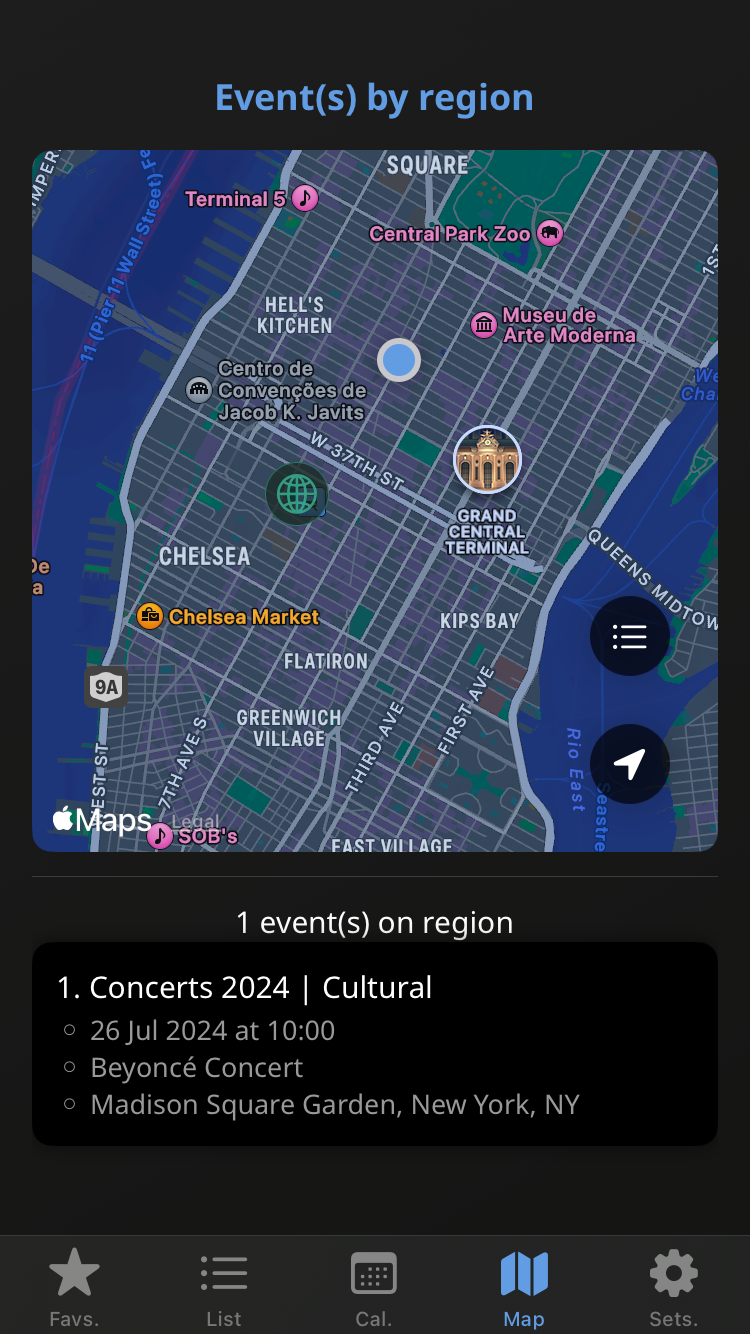 Event(s) by region
SQUARE
Terminal 5
Central Park Zoo
11 (Pier 11 Wall Street)
HELL'S
KITCHEN
Museu de
Arte Moderna
Centro de
Convenções de
Jacob K. Javits
W 37TH ST
GRAND
CENTRAL
TERMINAL
CHELSEA
QUEENS MIDTOW
Chelsea Market
KIPS BAY
FLATIRON
9A
GREENWICH
VILLAGE
THIRD AVE
FIRST AVE
7TH AVE S
Rio East
Maps
Legal
SOB's
EAST VILLAGE
1 event(s) on region
1. Concerts 2024 | Cultural
26 Jul 2024 at 10:00
Beyoncé Concert
Madison Square Garden, New York, NY
Favs.
List
Cal.
Map
Sets.